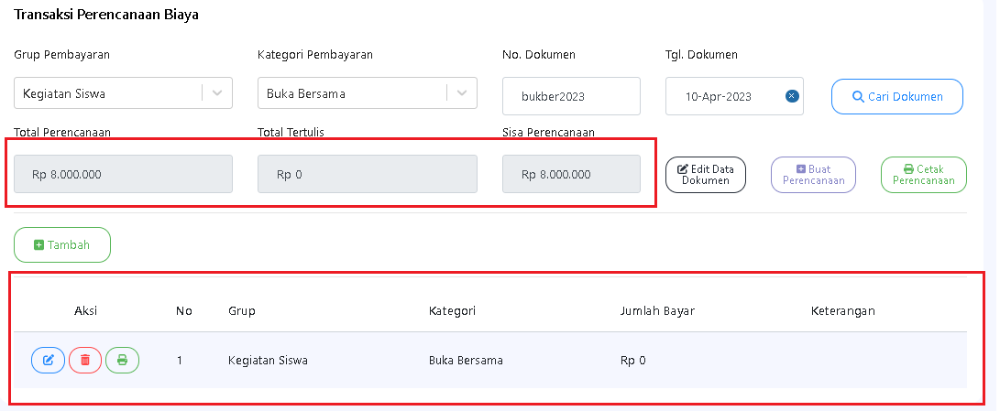 Transaksi Perencanaan Biaya
Grup Pembayaran Kategori Pembayaran No. Dokumen Tgl. Dokumen
Kegiatan Siswa Buka Bersama bukber2023 10-Apr-2023 Cari Dokumen
Total Perencanaan Total Tertulis Sisa Perencanaan
Rp 8.000.000 Rp 0 Rp 8.000.000
Edit Data Dokumen
Buat Perencanaan
Cetak Perencanaan
Tambah
Aksi No Grup Kategori Jumlah Bayar Keterangan
1 Kegiatan Siswa Buka Bersama Rp 0